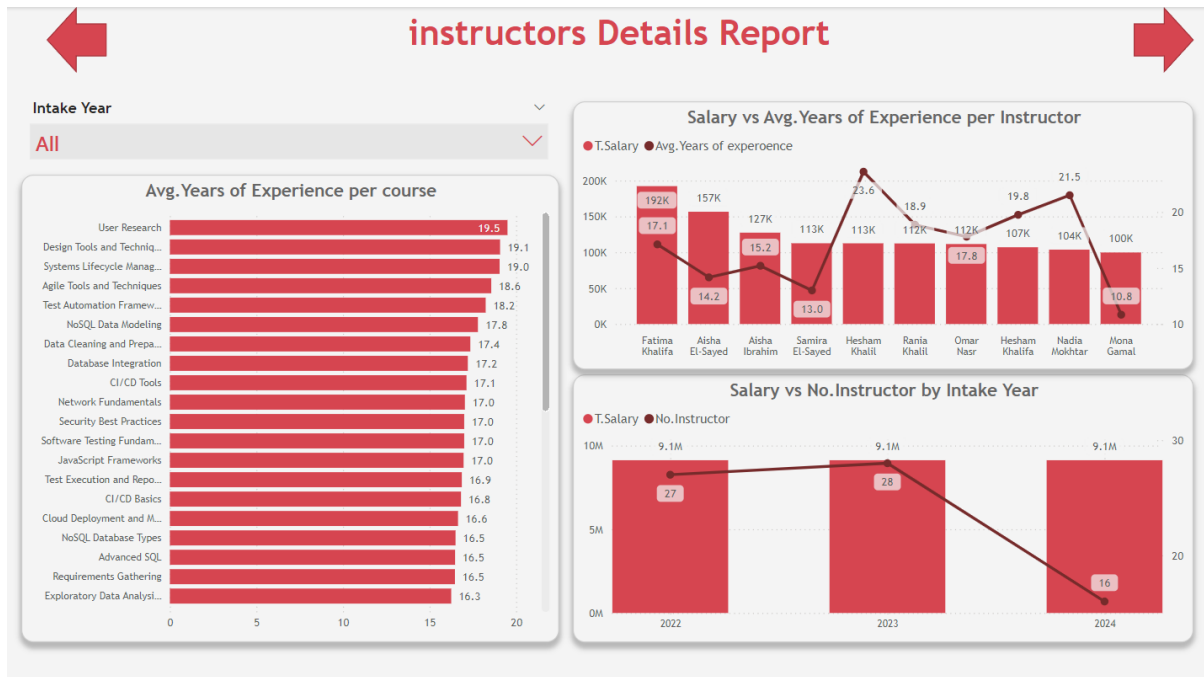 instructors Details Report
Intake Year
All
Avg.Years of Experience per course
User Research 19.5
Design Tools and Techniq... 19.1
Systems Lifecycle Manag... 19.0
Agile Tools and Techniques 18.6
Test Automation Framew... 18.2
NoSQL Data Modeling 17.8
Data Cleaning and Prepa... 17.4
Database Integration 17.2
CI/CD Tools 17.1
Network Fundamentals 17.0
Security Best Practices 17.0
Software Testing Fundam... 17.0
JavaScript Frameworks 17.0
Test Execution and Repo... 16.9
CI/CD Basics 16.8
Cloud Deployment and M... 16.6
NoSQL Database Types 16.5
Advanced SQL 16.5
Requirements Gathering 16.5
Exploratory Data Analysi... 16.3
0 5 10 15 20
Salary vs Avg.Years of Experience per Instructor
T.Salary Avg.Years of experoence
200K
150K
100K
50K
0K
192K 157K 127K 113K 113K 112K 112K 107K 104K 100K
17.1 14.2 15.2 13.0 23.6 18.9 17.8 19.8 21.5 10.8
20
15
10
Fatima Aisha Aisha Samira Hesham Rania Omar Hesham Nadia Mona
Khalifa El-Sayed Ibrahim El-Sayed Khalil Khalil Nasr Khalifa Mokhtar Gamal
Salary vs No.Instructor by Intake Year
T.Salary No.Instructor
10M
5M
0M
9.1M 9.1M 9.1M
27 28 16
30
20
2022 2023 2024